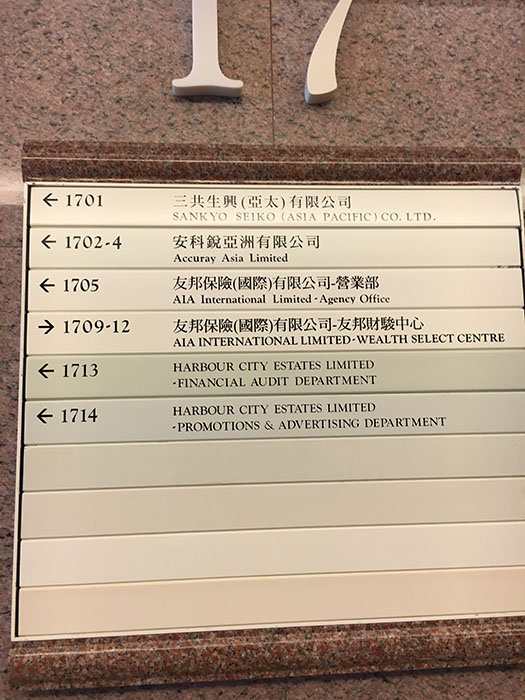 17
← 1701 三共生興(亞太)有限公司
SANKYO SEIKO (ASIA PACIFIC) CO. LTD.
← 1702-4 安科銳亞洲有限公司
Accuray Asia Limited
← 1705 友邦保險(國際)有限公司-營業部
AIA International Limited-Agency Office
→ 1709-12 友邦保險(國際)有限公司-友邦財駿中心
AIA INTERNATIONAL LIMITED-WEALTH SELECT CENTRE
← 1713 HARBOUR CITY ESTATES LIMITED
-FINANCIAL AUDIT DEPARTMENT
← 1714 HARBOUR CITY ESTATES LIMITED
-PROMOTIONS & ADVERTISING DEPARTMENT